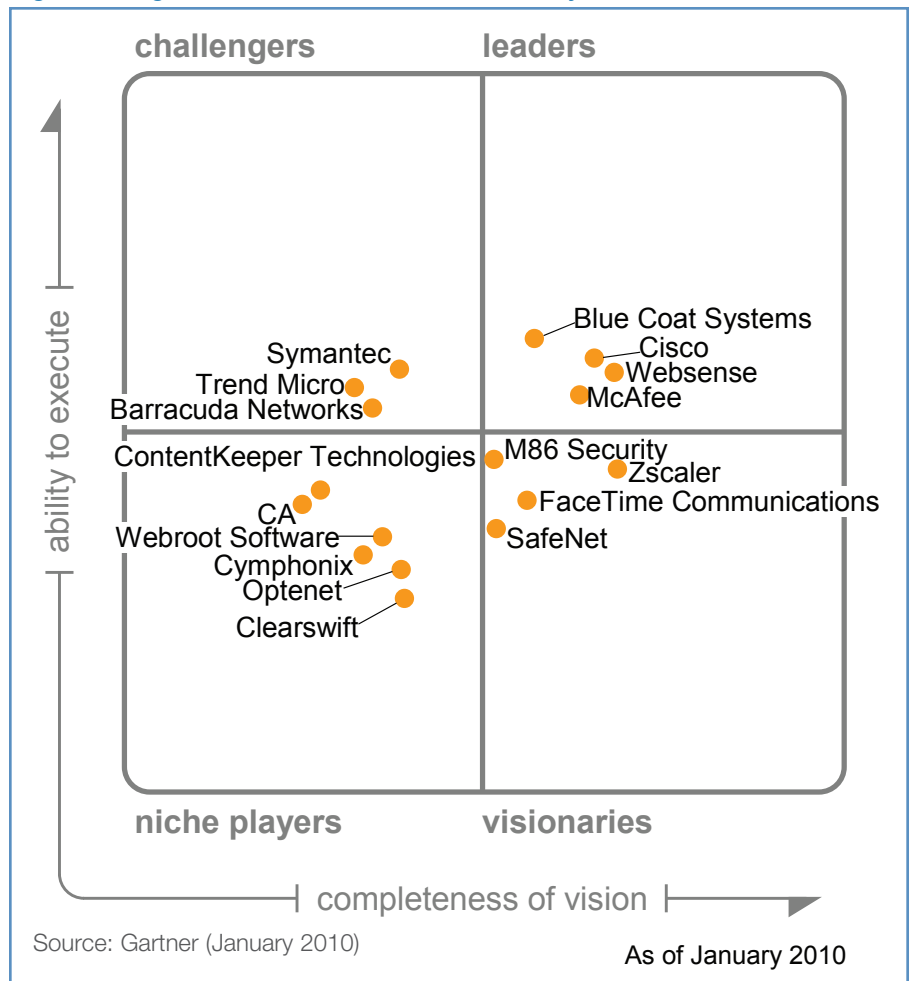 challengers
leaders
ability to execute
Blue Coat Systems
Cisco
Symantec
Websense
Trend Micro
McAfee
Barracuda Networks
M86 Security
ContentKeeper Technologies
Zscaler
FaceTime Communications
CA
Webroot Software
SafeNet
Cymphonix
Optenet
Clearswift
niche players
visionaries
completeness of vision
Source: Gartner (January 2010)
As of January 2010